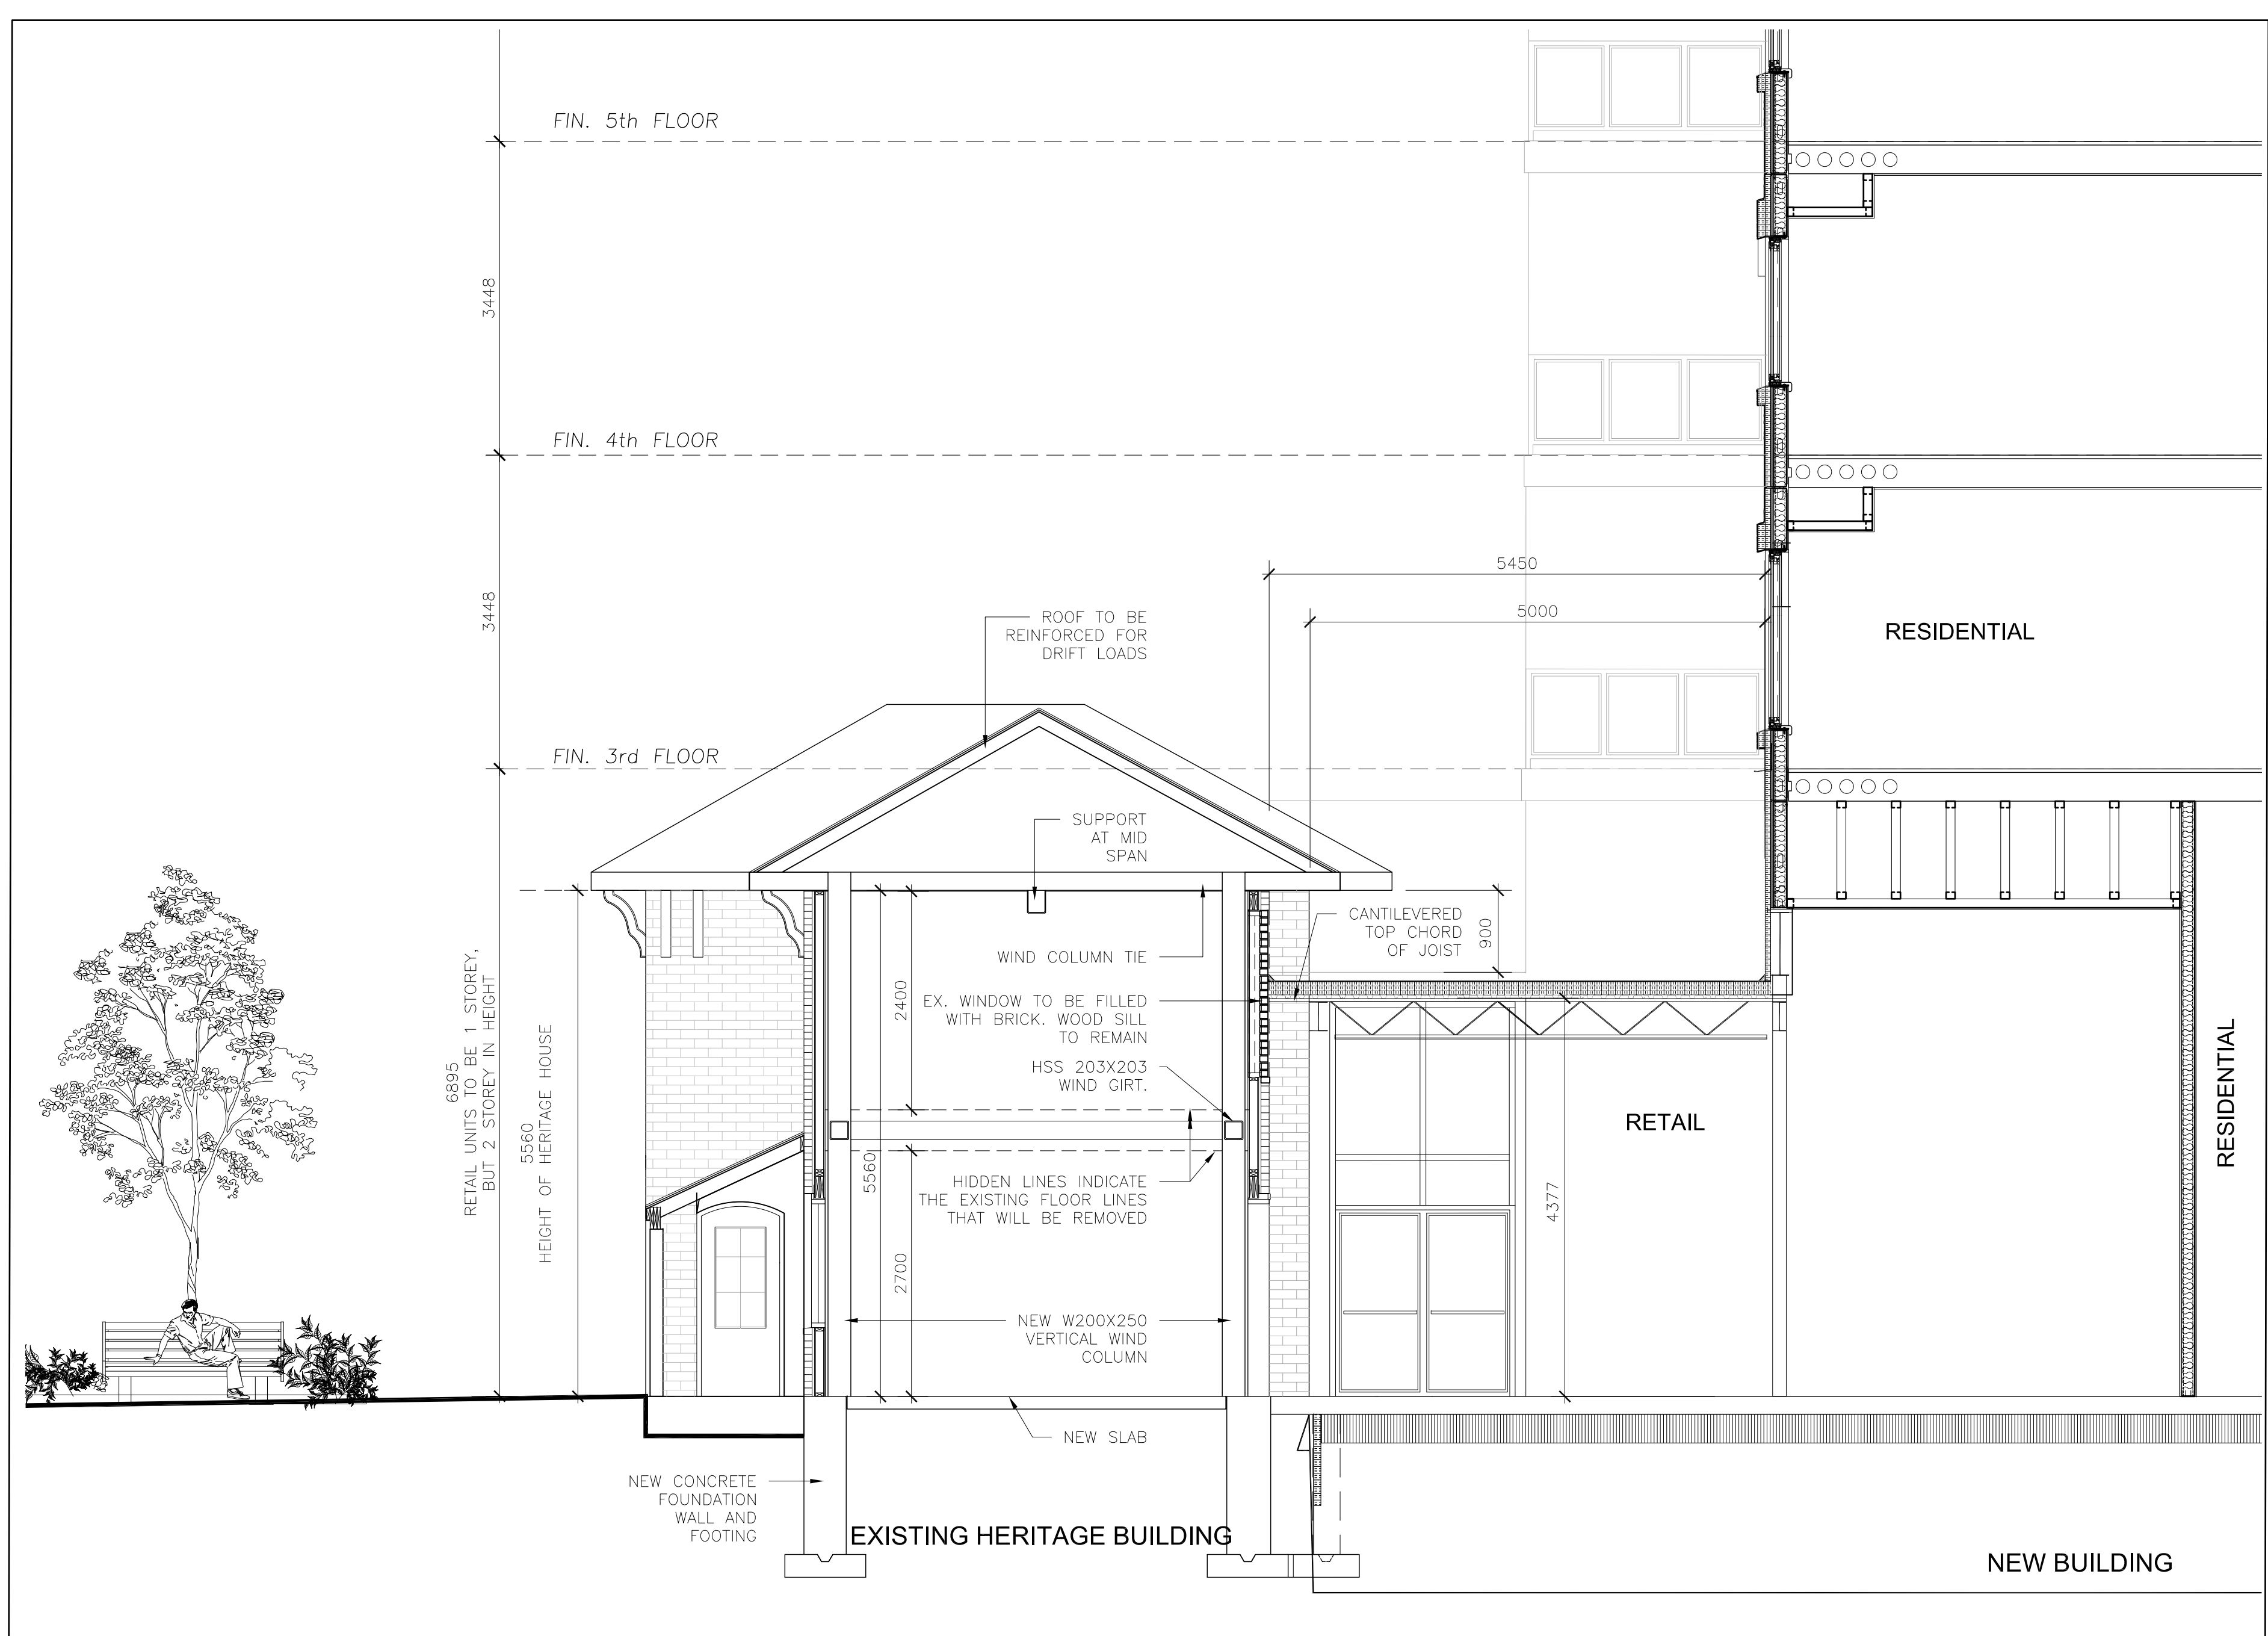 FIN. 5th FLOOR
3448
FIN. 4th FLOOR
3448
5450
5000
ROOF TO BE
REINFORCED FOR
DRIFT LOADS
RESIDENTIAL
FIN. 3rd FLOOR
SUPPORT
AT MID
SPAN
CANTILEVERED
TOP CHORD
OF JOIST
900
WIND COLUMN TIE
2400
EX. WINDOW TO BE FILLED
WITH BRICK. WOOD SILL
TO REMAIN
HSS 203X203
WIND GIRT.
6895
RETAIL UNITS TO BE 1 STOREY,
BUT 2 STOREY IN HEIGHT
5560
HEIGHT OF HERITAGE HOUSE
RETAIL
RESIDENTIAL
5560
HIDDEN LINES INDICATE
THE EXISTING FLOOR LINES
THAT WILL BE REMOVED
4377
2700
NEW W200X250
VERTICAL WIND
COLUMN
NEW SLAB
NEW CONCRETE
FOUNDATION
WALL AND
FOOTING
EXISTING HERITAGE BUILDING
NEW BUILDING